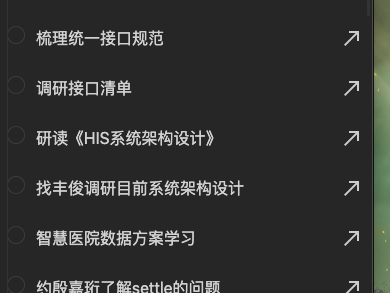 梳理统一接口规范
调研接口清单
研读《HIS系统架构设计》
找丰俊调研目前系统架构设计
智慧医院数据方案学习
约殷嘉珩了解settle的问题